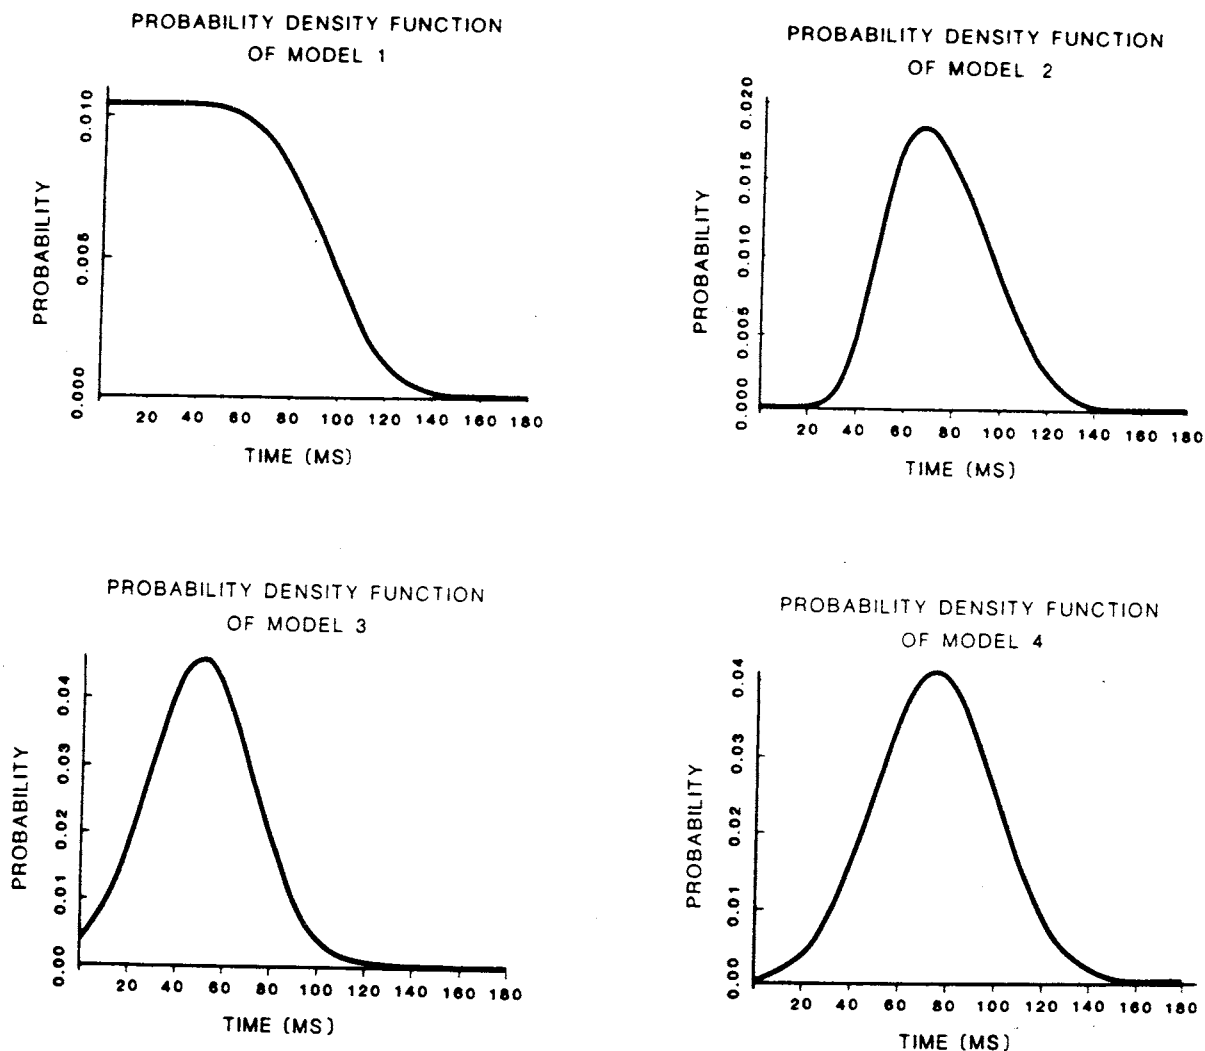 PROBABILITY DENSITY FUNCTION
OF MODEL 1
PROBABILITY
0.010
0.005
0.000
20 40 60 80 100 120 140 160 180
TIME (MS)
PROBABILITY DENSITY FUNCTION
OF MODEL 2
PROBABILITY
0.020
0.015
0.010
0.005
0.000
20 40 60 80 100 120 140 160 180
TIME (MS)
PROBABILITY DENSITY FUNCTION
OF MODEL 3
PROBABILITY
0.04
0.03
0.02
0.01
0.00
20 40 60 80 100 120 140 160 180
TIME (MS)
PROBABILITY DENSITY FUNCTION
OF MODEL 4
PROBABILITY
0.04
0.03
0.02
0.01
0.00
20 40 60 80 100 120 140 160 180
TIME (MS)